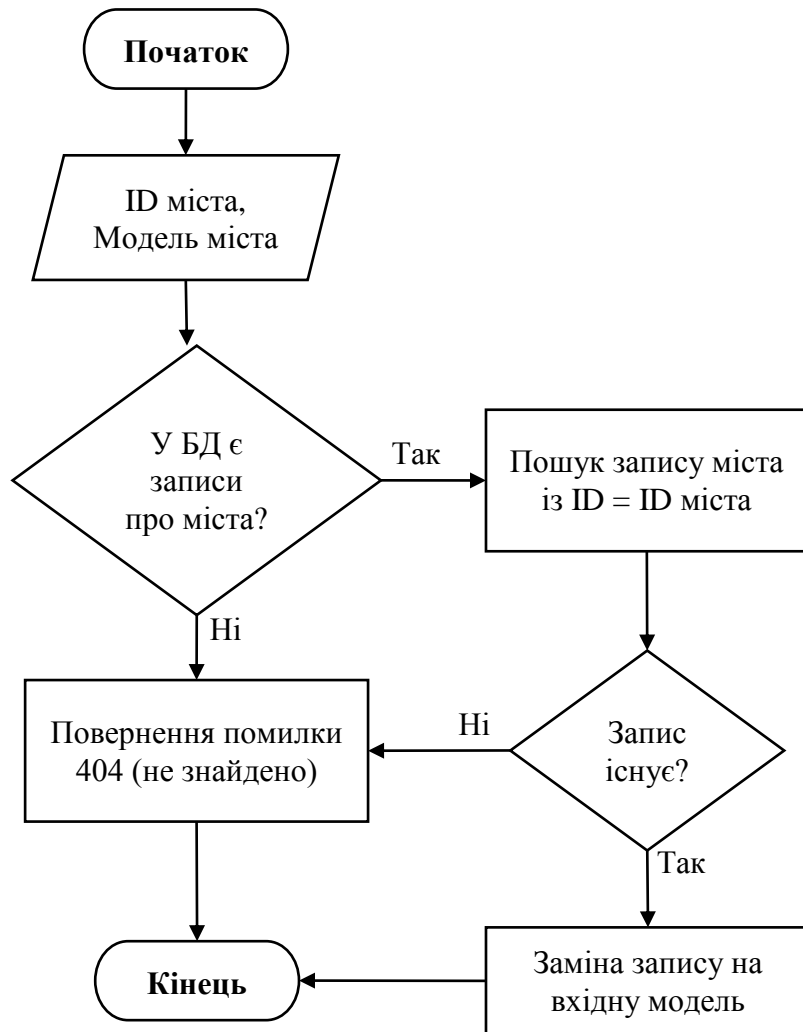 Початок
ID міста,
Модель міста
У БД є
записи
про міста?
Так
Пошук запису міста
із ID = ID міста
Ні
Повернення помилки
404 (не знайдено)
Ні
Запис
існує?
Так
Заміна запису на
вхідну модель
Кінець